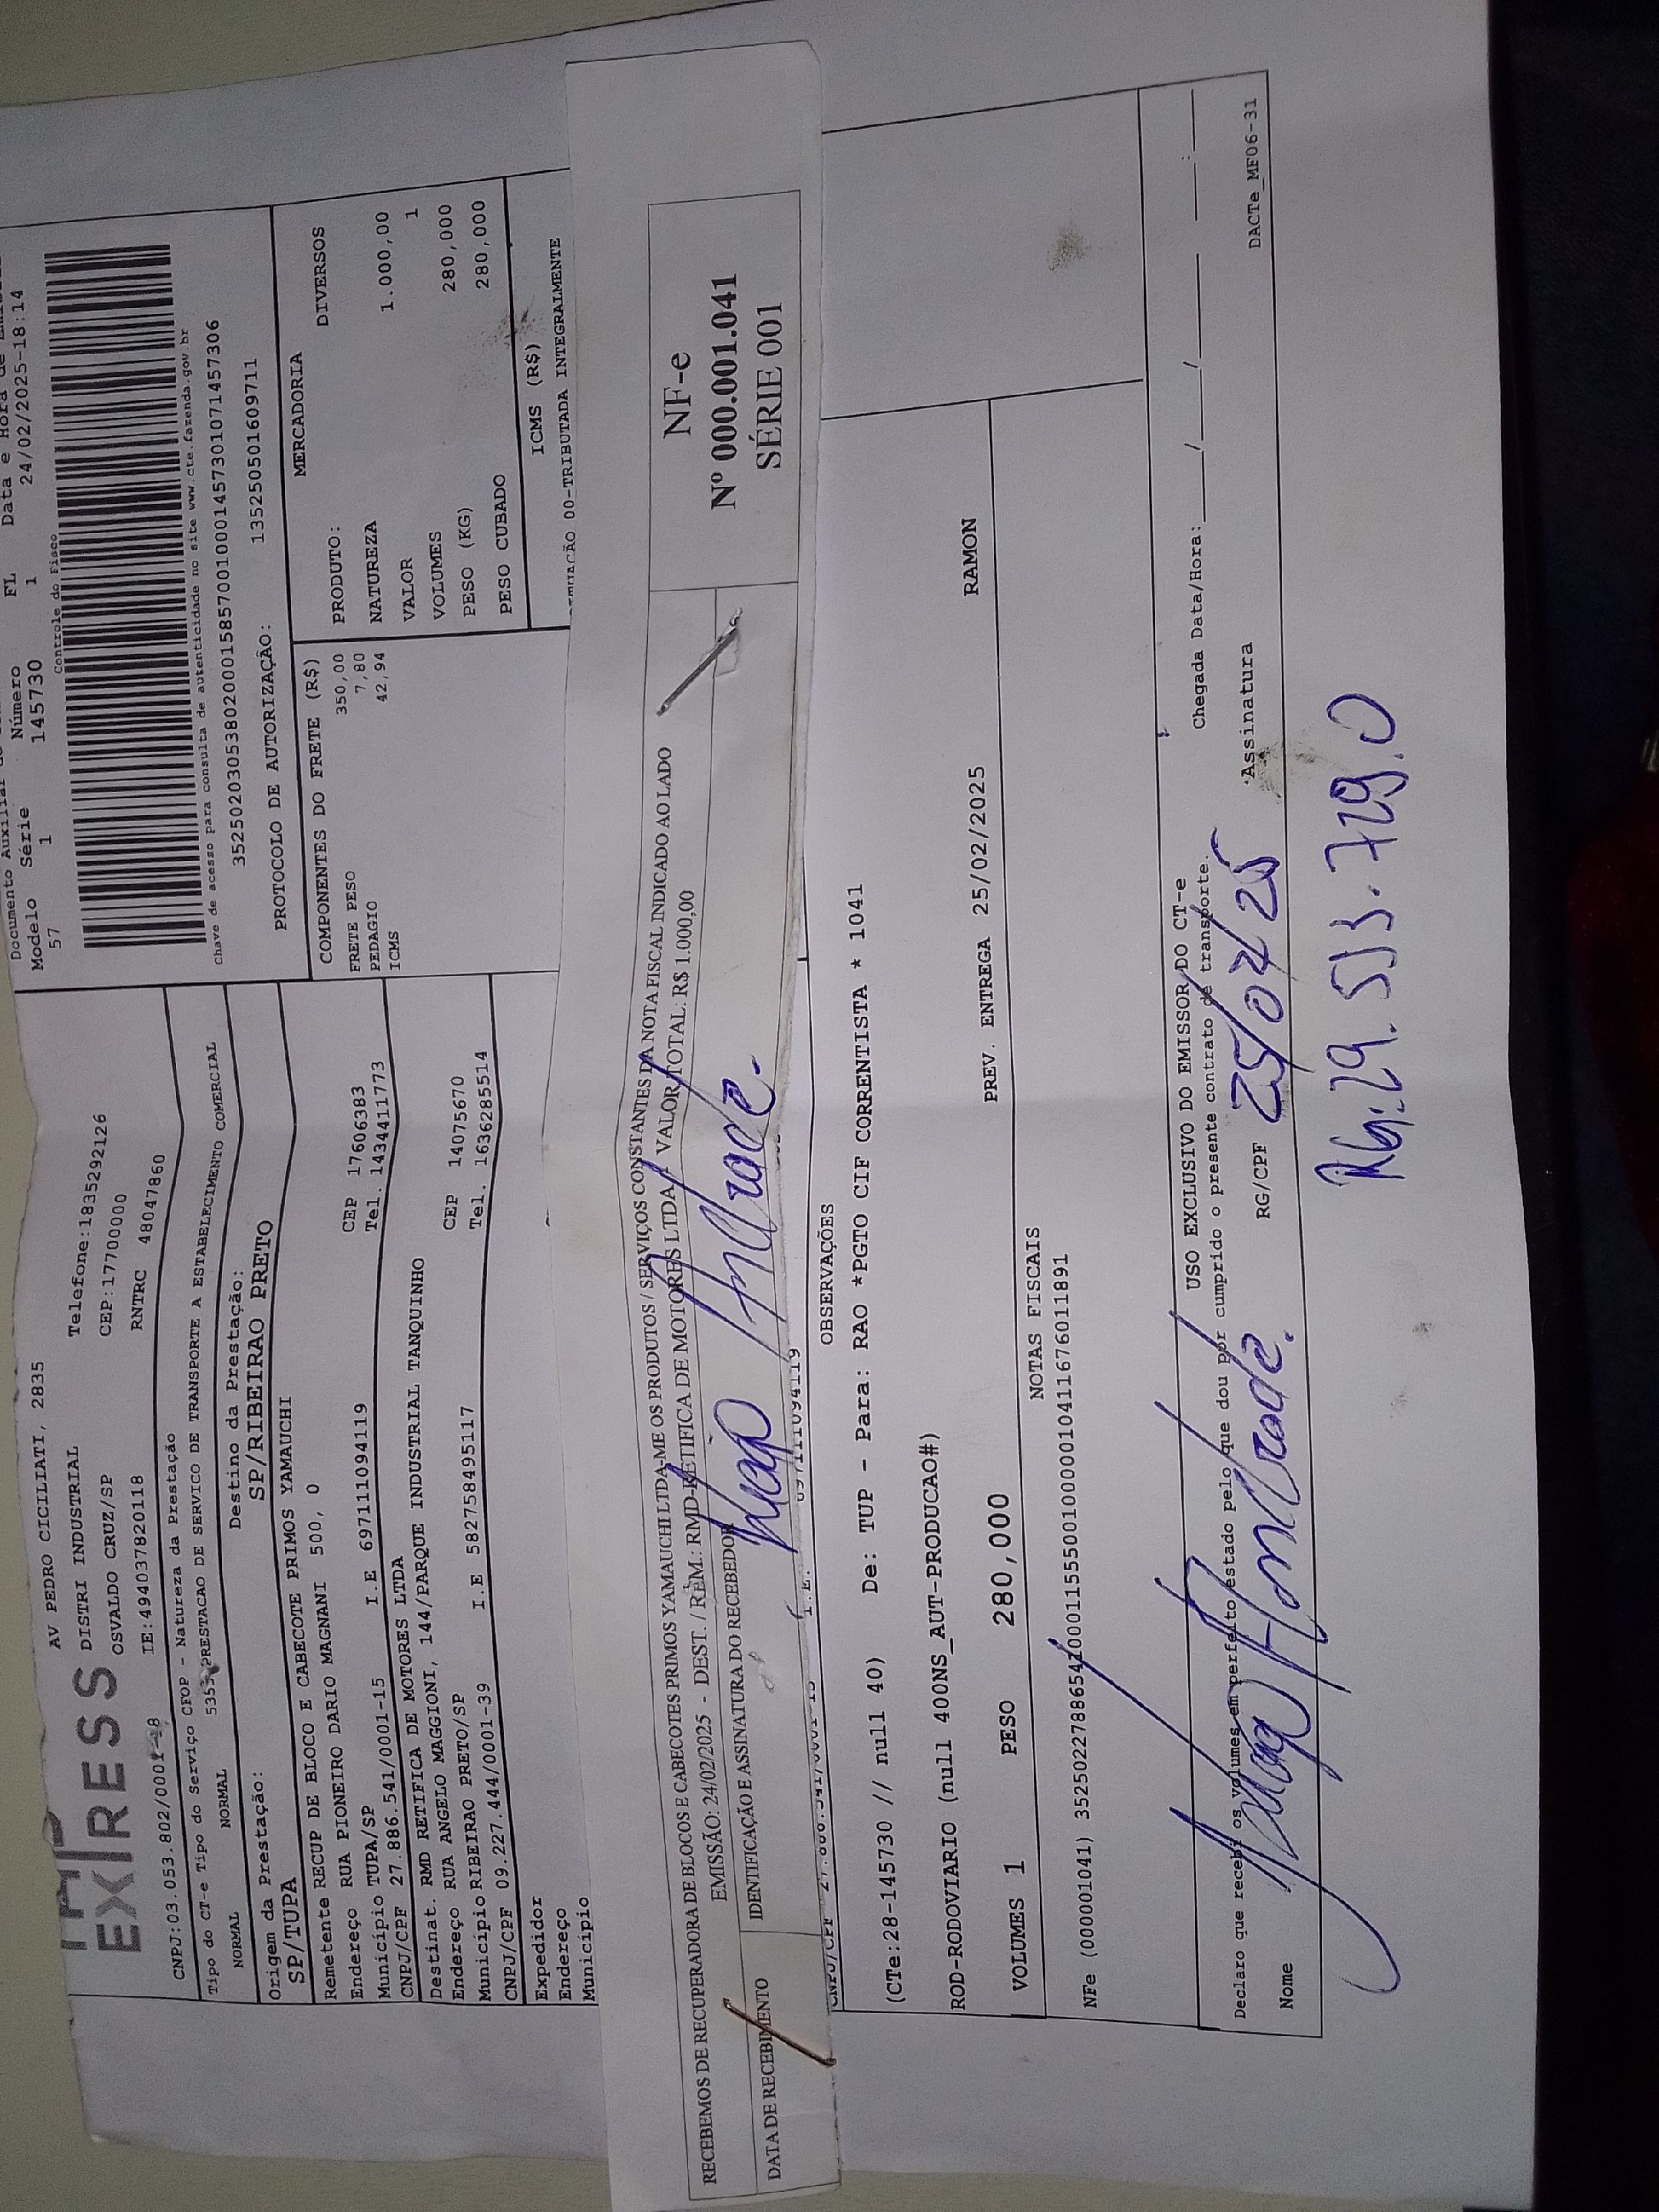 EXPRESS
AV PEDRO CICILIATI, 2835
DISTRI INDUSTRIAL Telefone:1835292126
OSVALDO CRUZ/SP CEP:17700000
CNPJ:03.053.802/0001-18 IE:494037820118 RNTRC 48047860
Tipo do CT-e Tipo do Serviço CFOP - Natureza da Prestação
NORMAL NORMAL 5353-PRESTACAO DE SERVICO DE TRANSPORTE A ESTABELECIMENTO COMERCIAL
Origem da Prestação: Destino da Prestação:
SP/TUPA SP/RIBEIRAO PRETO
Remetente RECUP DE BLOCO E CABECOTE PRIMOS YAMAUCHI
Endereço RUA PIONEIRO DARIO MAGNANI 500, 0 CEP 17606383
Município TUPA/SP Tel. 1434411773
CNPJ/CPF 27.886.541/0001-15 I.E 697111094119
Destinat. RMD RETIFICA DE MOTORES LTDA
Endereço RUA ANGELO MAGGIONI, 144/PARQUE INDUSTRIAL TANQUINHO
Município RIBEIRAO PRETO/SP CEP 14075670
CNPJ/CPF 09.227.444/0001-39 I.E 582758495117 Tel. 1636285514
Expedidor
Endereço
Município
Documento Auxiliar
Modelo Série Número FL Data e Hora de
57 1 145730 1 24/02/2025-18:14
Controle do Fisco
Chave de acesso para consulta de autenticidade no site www.cte.fazenda.gov.br
35250203053802000158570010001457301071457306
PROTOCOLO DE AUTORIZAÇÃO: 135250501609711
COMPONENTES DO FRETE (R$)
FRETE PESO 350,00
PEDAGIO 7,80
ICMS 42,94
MERCADORIA
PRODUTO: DIVERSOS
NATUREZA
VALOR 1.000,00
VOLUMES 1
PESO (KG) 280,000
PESO CUBADO 280,000
ICMS (R$)
00-TRIBUTADA INTEGRALMENTE
RECEBEMOS DE RECUPERADORA DE BLOCOS E CABECOTES PRIMOS YAMAUCHI LTDA-ME OS PRODUTOS / SERVIÇOS CONSTANTES DA NOTA FISCAL INDICADO AO LADO
EMISSÃO: 24/02/2025 - DEST. / REM.: RMD-RETIFICA DE MOTORES LTDA - VALOR TOTAL: R$ 1.000,00
DATA DE RECEBIMENTO IDENTIFICAÇÃO E ASSINATURA DO RECEBEDOR
NF-e
Nº 000.001.041
SÉRIE 001
OBSERVAÇÕES
(CTe:28-145730 // null 40) De: TUP - Para: RAO *PGTO CIF CORRENTISTA * 1041
ROD-RODOVIARIO (null 400NS_AUT-PRODUCAO#)
VOLUMES 1 PESO 280,000 PREV. ENTREGA 25/02/2025 RAMON
NOTAS FISCAIS
NFe (000001041) 35250227886541000115550010000010411676011891
USO EXCLUSIVO DO EMISSOR DO CT-e
Declaro que recebi os volumes em perfeito estado pelo que dou por cumprido o presente contrato de transporte. Chegada Data/Hora:____/____/____ ____:____
Nome RG/CPF 25/02/25 Assinatura
DACTe_MF06-31
RG:29.533.729.0